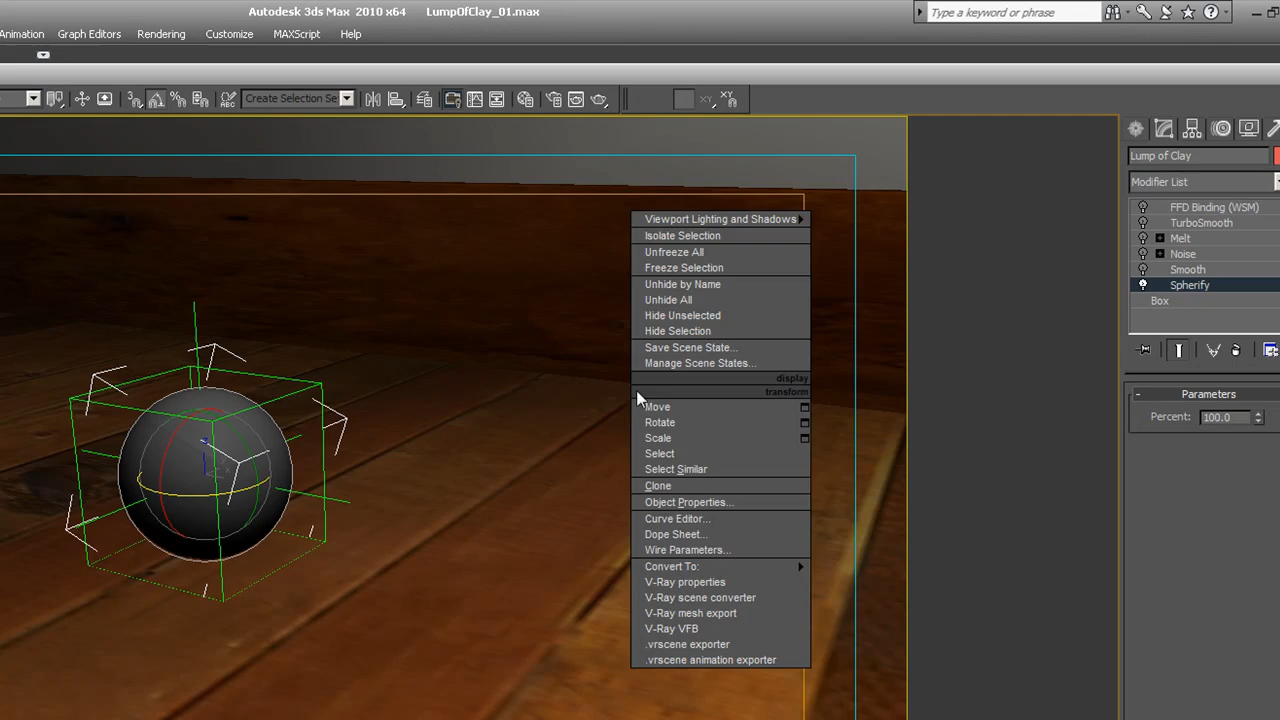 Autodesk 3ds Max 2010 x64 LumpOfClay_01.max
Type a keyword or phrase
Animation Graph Editors Rendering Customize MAXScript Help
Create Selection Se
Lump of Clay
Modifier List
FFD Binding (WSM)
TurboSmooth
Melt
Noise
Smooth
Spherify
Box
Parameters
Percent: 100.0
Viewport Lighting and Shadows
Isolate Selection
Unfreeze All
Freeze Selection
Unhide by Name
Unhide All
Hide Unselected
Hide Selection
Save Scene State...
Manage Scene States...
display
transform
Move
Rotate
Scale
Select
Select Similar
Clone
Object Properties...
Curve Editor...
Dope Sheet...
Wire Parameters...
Convert To:
V-Ray properties
V-Ray scene converter
V-Ray mesh export
V-Ray VFB
.vrscene exporter
.vrscene animation exporter